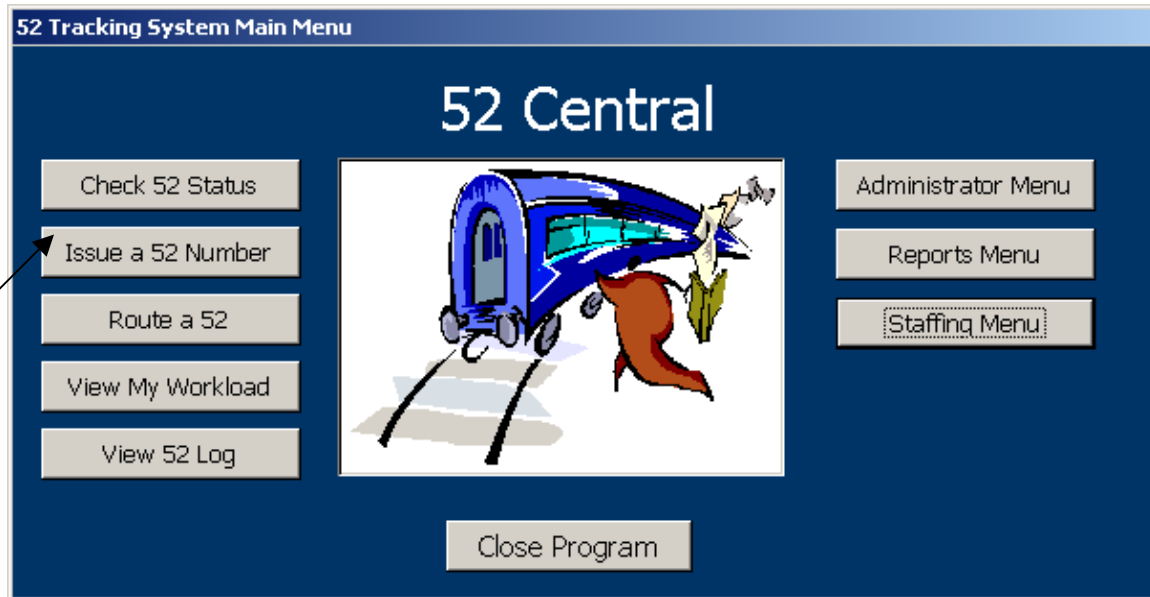 52 Tracking System Main Menu
52 Central
Check 52 Status
Issue a 52 Number
Route a 52
View My Workload
View 52 Log
Administrator Menu
Reports Menu
Staffing Menu
Close Program